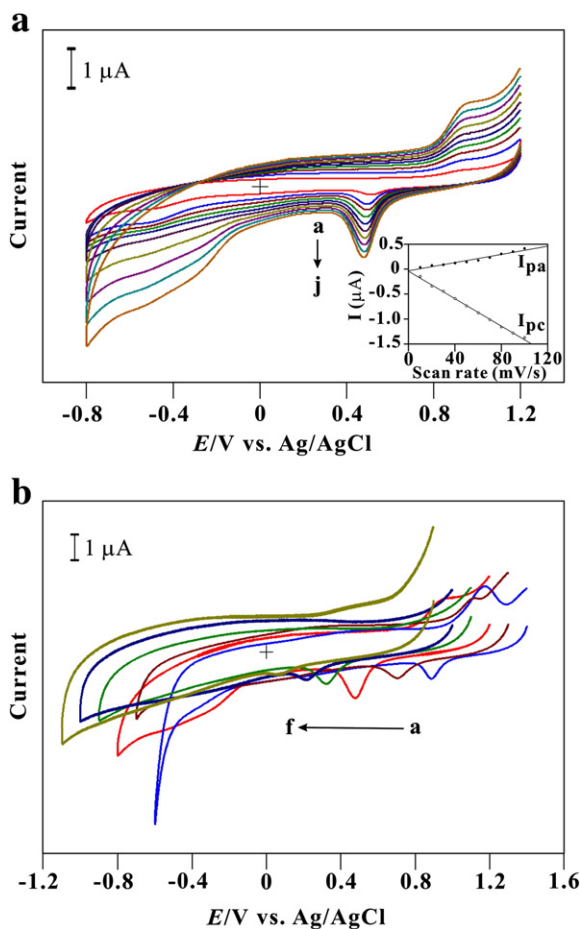 a
1 μA
Current
a
j
0.5
0
-0.5
-1.0
-1.5
I (μA)
Ipa
Ipc
0 40 80 120
Scan rate (mV/s)
-0.8 -0.4 0 0.4 0.8 1.2
E/V vs. Ag/AgCl
b
1 μA
Current
f a
-1.2 -0.8 -0.4 0 0.4 0.8 1.2 1.6
E/V vs. Ag/AgCl